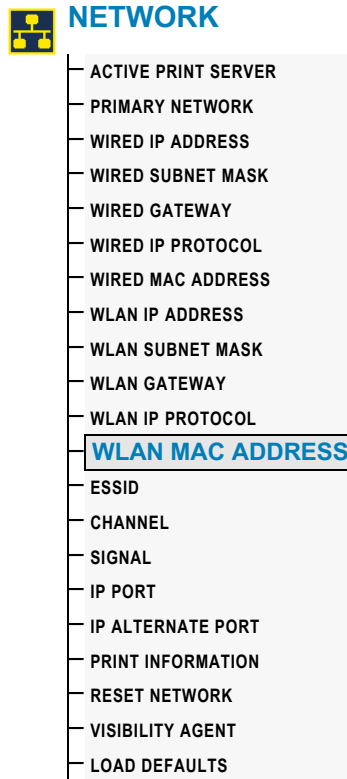 NETWORK
ACTIVE PRINT SERVER
PRIMARY NETWORK
WIRED IP ADDRESS
WIRED SUBNET MASK
WIRED GATEWAY
WIRED IP PROTOCOL
WIRED MAC ADDRESS
WLAN IP ADDRESS
WLAN SUBNET MASK
WLAN GATEWAY
WLAN IP PROTOCOL
WLAN MAC ADDRESS
ESSID
CHANNEL
SIGNAL
IP PORT
IP ALTERNATE PORT
PRINT INFORMATION
RESET NETWORK
VISIBILITY AGENT
LOAD DEFAULTS